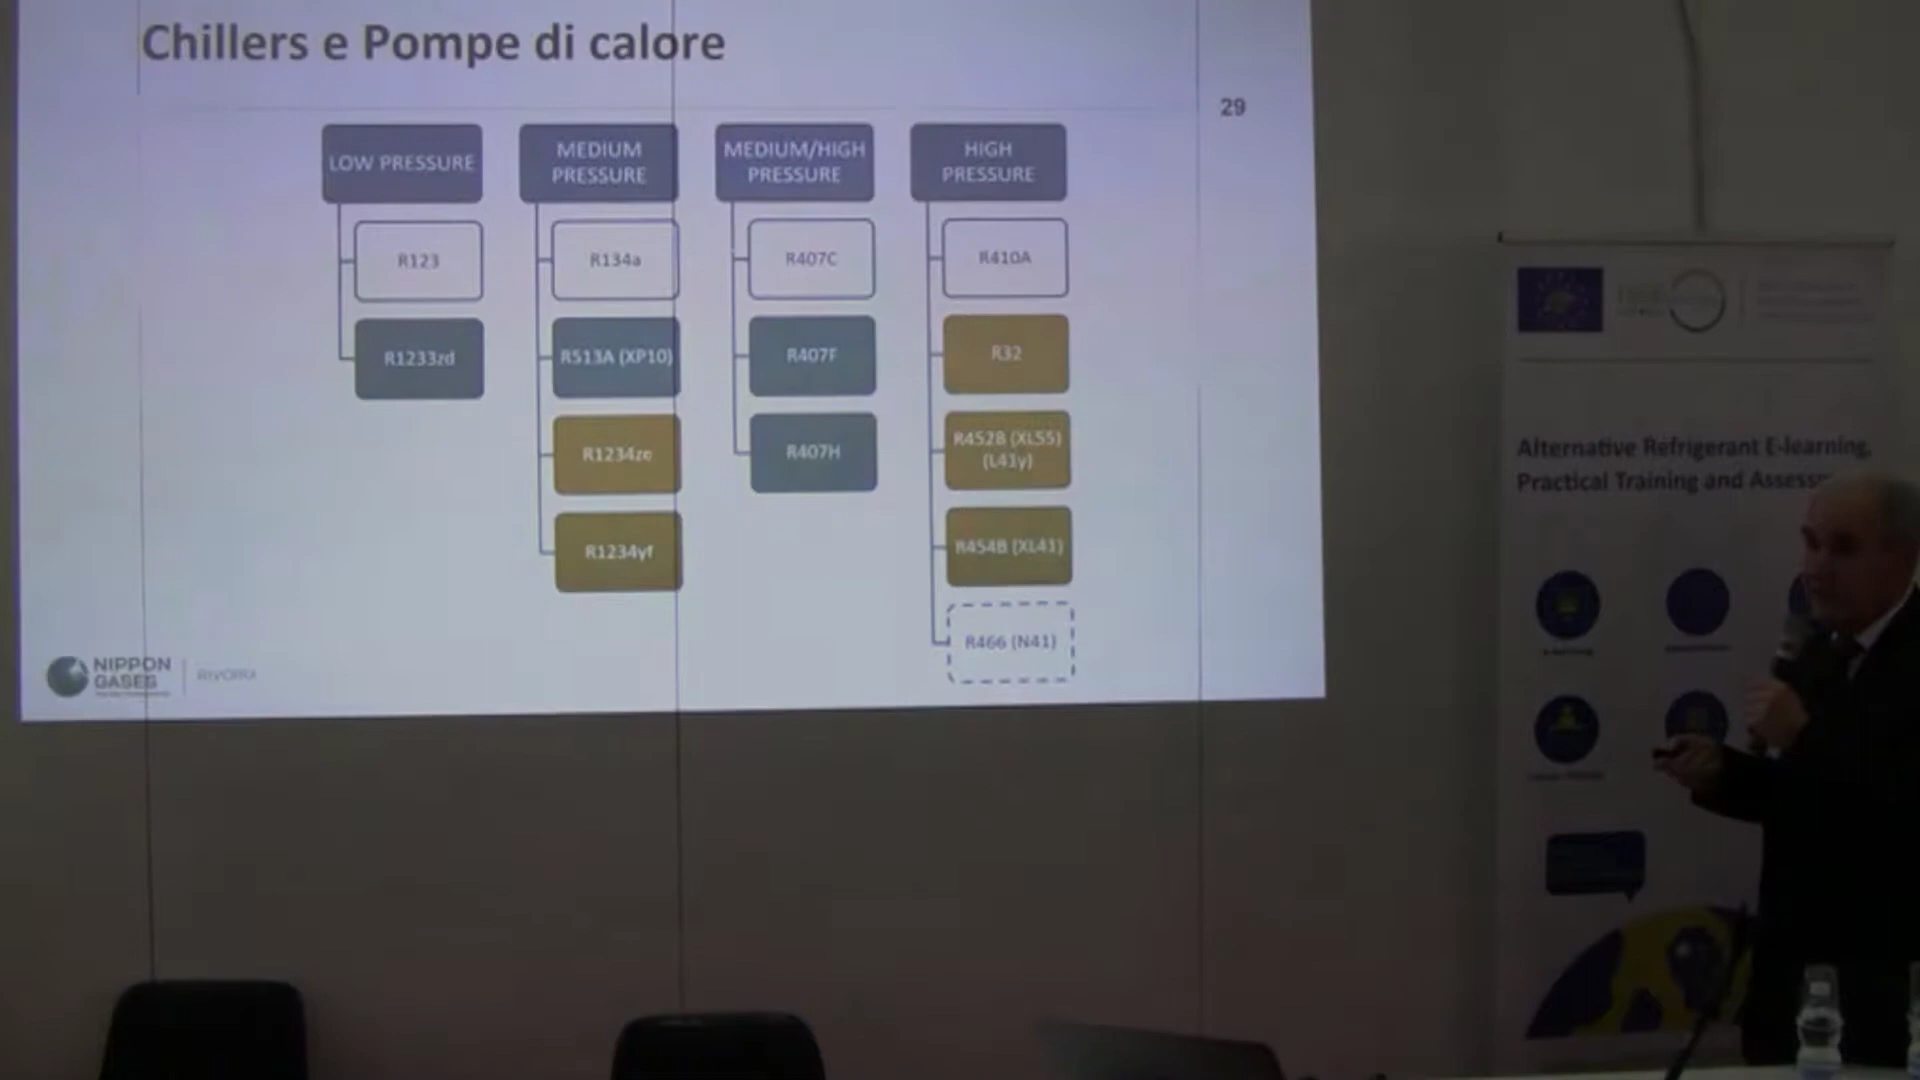 Chillers e Pompe di calore
29
LOW PRESSURE
R123
R1233zd
MEDIUM
PRESSURE
R134a
R513A (XP10)
R1234ze
R1234yf
MEDIUM/HIGH
PRESSURE
R407C
R407F
R407H
HIGH
PRESSURE
R410A
R32
R452B (XL55)
(L41y)
R454B (XL41)
R466 (N41)
NIPPON
GASES
RIVOIRA
Alternative Refrigerant E-learning,
Practical Training and Assess